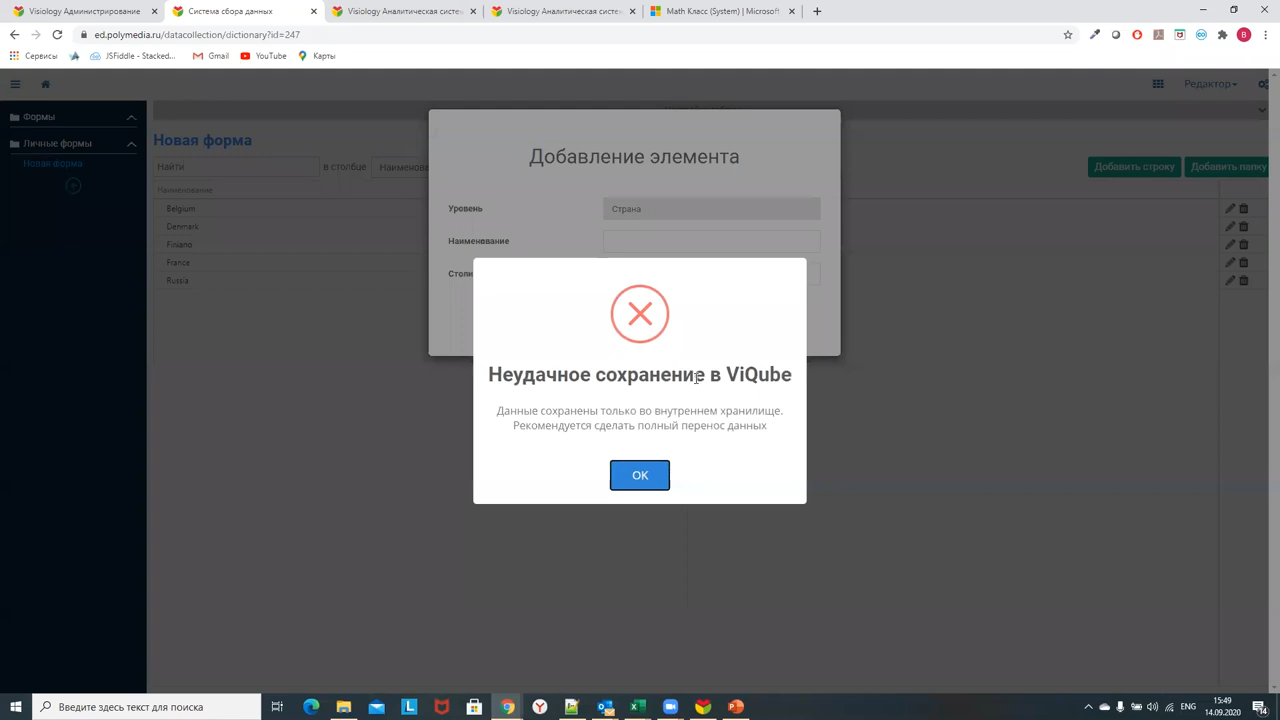 Visiology Администрирование
Система сбора данных
Visiology Аналитическая систем
Visiology Аналитическая систем
Math Класс (System) | Microsoft
ed.polymedia.ru/datacollection/dictionary?id=247
B
Сервисы
JSFiddle - Stacked...
Gmail
YouTube
Карты
Редактор
Формы
Личные формы
Новая форма
Новая форма
Найти
в столбце
Наименова
Добавить строку
Добавить папку
Наименование
Belgium
Denmark
Finland
France
Russia
Добавление элемента
Уровень
Страна
Наименование
Столи
Неудачное сохранение в ViQube
Данные сохранены только во внутреннем хранилище.
Рекомендуется сделать полный перенос данных
OK
Введите здесь текст для поиска
ENG
15:49
14.09.2020
14